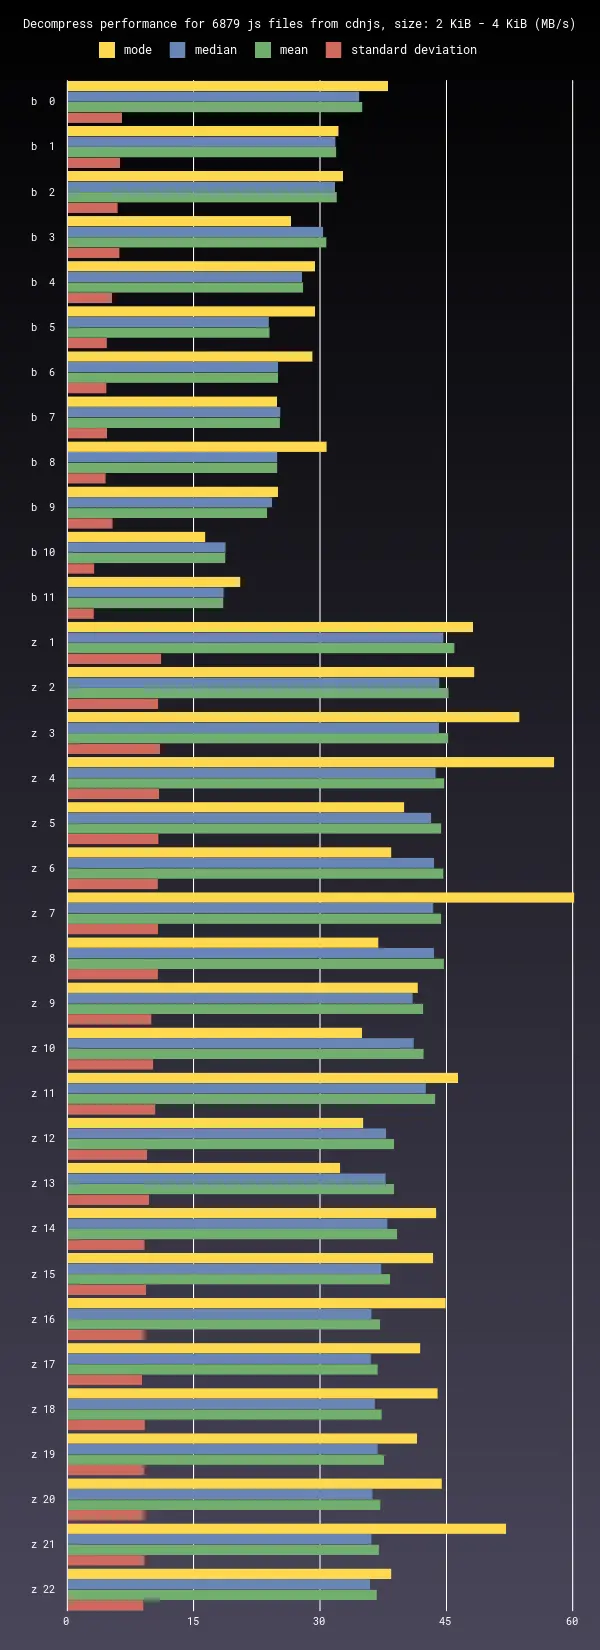 Decompress performance for 6879 js files from cdnjs, size: 2 KiB - 4 KiB (MB/s)
mode median mean standard deviation
b 0
b 1
b 2
b 3
b 4
b 5
b 6
b 7
b 8
b 9
b 10
b 11
z 1
z 2
z 3
z 4
z 5
z 6
z 7
z 8
z 9
z 10
z 11
z 12
z 13
z 14
z 15
z 16
z 17
z 18
z 19
z 20
z 21
z 22
0 15 30 45 60